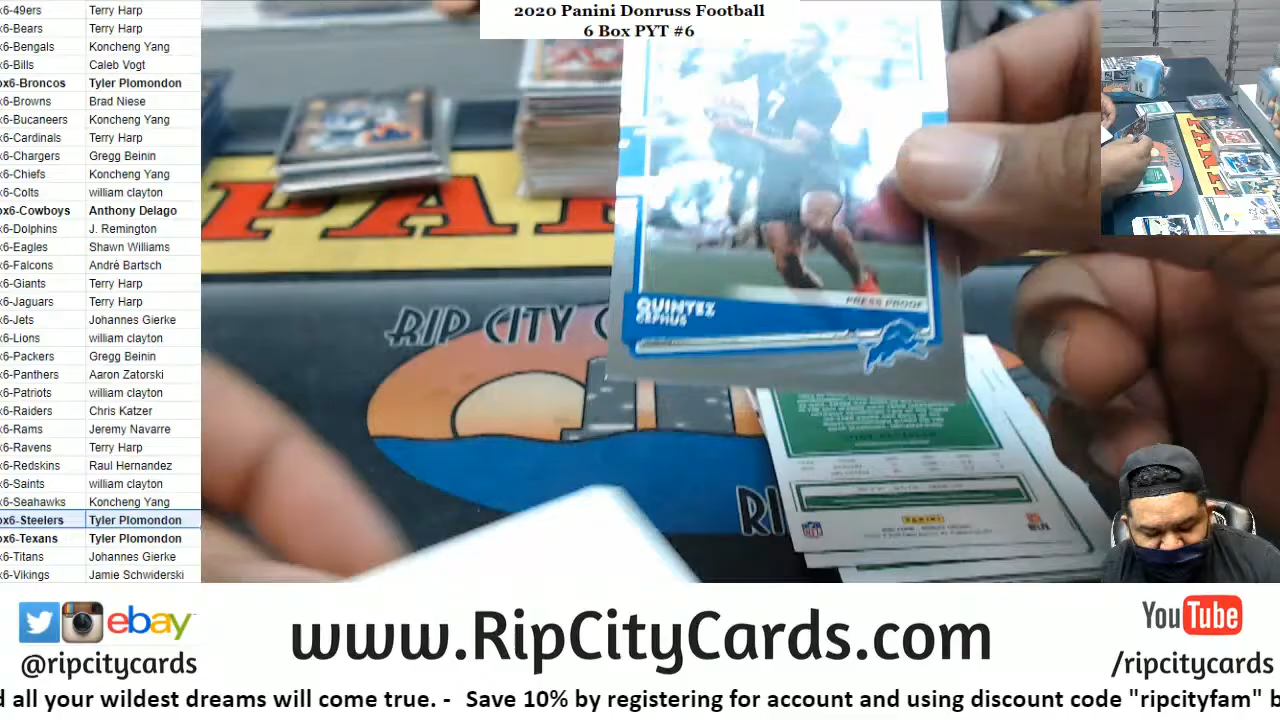 2020 Panini Donruss Football
6 Box PYT #6
x6-49ers Terry Harp
x6-Bears Terry Harp
x6-Bengals Koncheng Yang
x6-Bills Caleb Vogt
ox6-Broncos Tyler Plomondon
x6-Browns Brad Niese
x6-Bucaneers Koncheng Yang
x6-Cardinals Terry Harp
x6-Chargers Gregg Beinin
x6-Chiefs Koncheng Yang
x6-Colts william clayton
ox6-Cowboys Anthony Delago
x6-Dolphins J. Remington
x6-Eagles Shawn Williams
x6-Falcons André Bartsch
x6-Giants Terry Harp
x6-Jaguars Terry Harp
x6-Jets Johannes Gierke
x6-Lions william clayton
x6-Packers Gregg Beinin
x6-Panthers Aaron Zatorski
x6-Patriots william clayton
x6-Raiders Chris Katzer
x6-Rams Jeremy Navarre
x6-Ravens Terry Harp
x6-Redskins Raul Hernandez
x6-Saints william clayton
x6-Seahawks Koncheng Yang
ox6-Steelers Tyler Plomondon
ox6-Texans Tyler Plomondon
x6-Titans Johannes Gierke
x6-Vikings Jamie Schwiderski
PRESS PROOF
QUINTEZ
CEPHUS
PANI
RIP CITY
RI
PANINI
NFL
ebay
@ripcitycards
www.RipCityCards.com
YouTube
/ripcitycards
d all your wildest dreams will come true. - Save 10% by registering for account and using discount code "ripcityfam" b